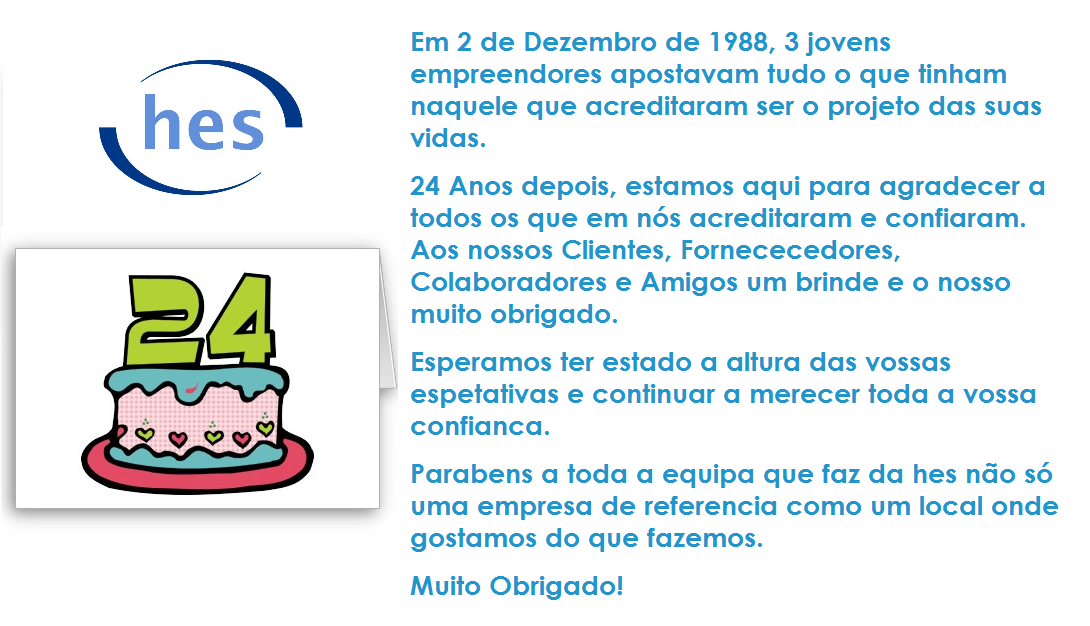 hes
24
Em 2 de Dezembro de 1988, 3 jovens
empreendores apostavam tudo o que tinham
naquele que acreditaram ser o projeto das suas
vidas.
24 Anos depois, estamos aqui para agradecer a
todos os que em nós acreditaram e confiaram.
Aos nossos Clientes, Fornececedores,
Colaboradores e Amigos um brinde e o nosso
muito obrigado.
Esperamos ter estado a altura das vossas
espetativas e continuar a merecer toda a vossa
confianca.
Parabens a toda a equipa que faz da hes não só
uma empresa de referencia como um local onde
gostamos do que fazemos.
Muito Obrigado!